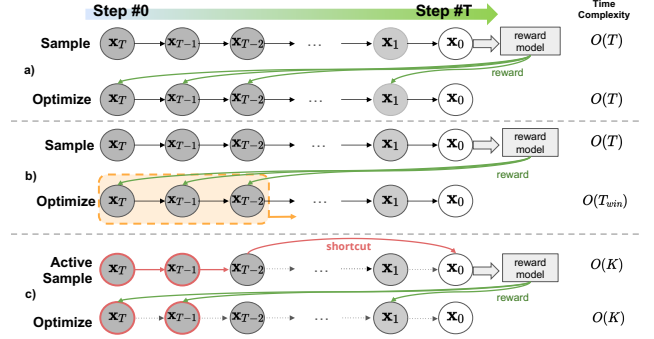 Step #0
Step #T
Time
Complexity
Sample
x_T
x_{T-1}
x_{T-2}
...
x_1
x_0
reward
model
O(T)
a)
reward
Optimize
x_T
x_{T-1}
x_{T-2}
...
x_1
x_0
O(T)
Sample
x_T
x_{T-1}
x_{T-2}
...
x_1
x_0
reward
model
O(T)
b)
reward
Optimize
x_T
x_{T-1}
x_{T-2}
...
x_1
x_0
O(T_{win})
shortcut
Active
Sample
x_T
x_{T-1}
x_{T-2}
...
x_1
x_0
reward
model
O(K)
c)
reward
Optimize
x_T
x_{T-1}
x_{T-2}
...
x_1
x_0
O(K)